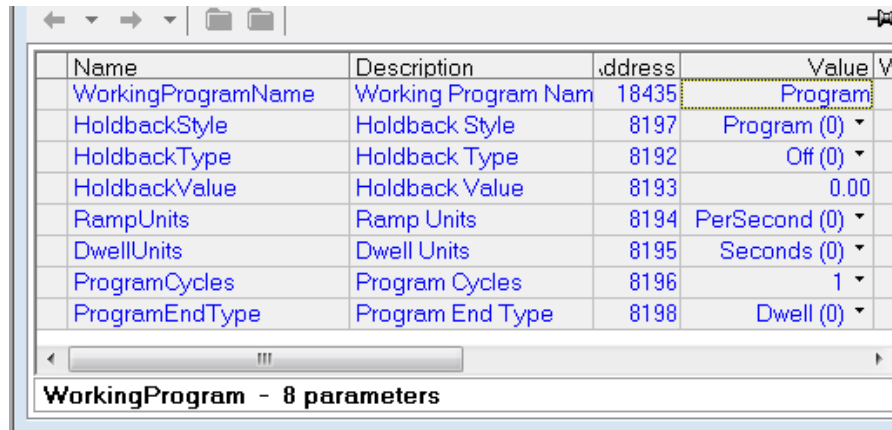 Name Description ddress Value V
WorkingProgramName Working Program Nam 18435 Program
HoldbackStyle Holdback Style 8197 Program (0)
HoldbackType Holdback Type 8192 Off (0)
HoldbackValue Holdback Value 8193 0.00
RampUnits Ramp Units 8194 PerSecond (0)
DwellUnits Dwell Units 8195 Seconds (0)
ProgramCycles Program Cycles 8196 1
ProgramEndType Program End Type 8198 Dwell (0)
WorkingProgram - 8 parameters